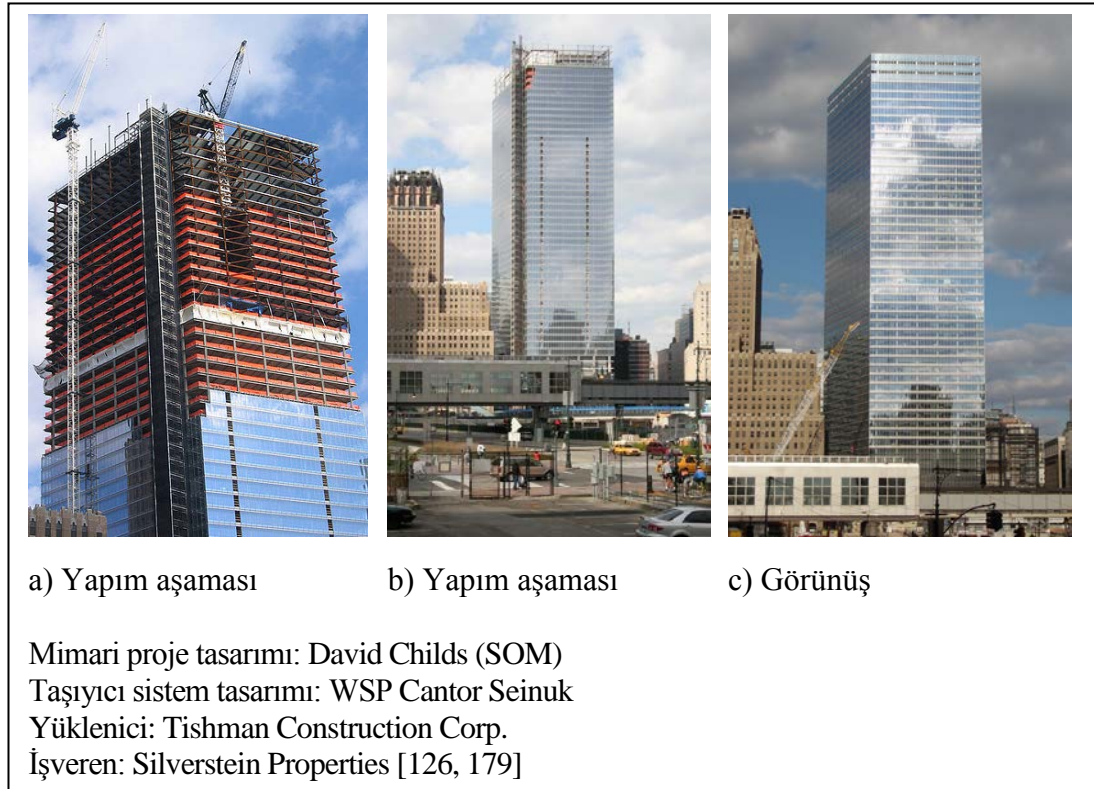 a) Yapım aşaması b) Yapım aşaması c) Görünüş
Mimari proje tasarımı: David Childs (SOM)
Taşıyıcı sistem tasarımı: WSP Cantor Seinuk
Yüklenici: Tishman Construction Corp.
İşveren: Silverstein Properties [126, 179]